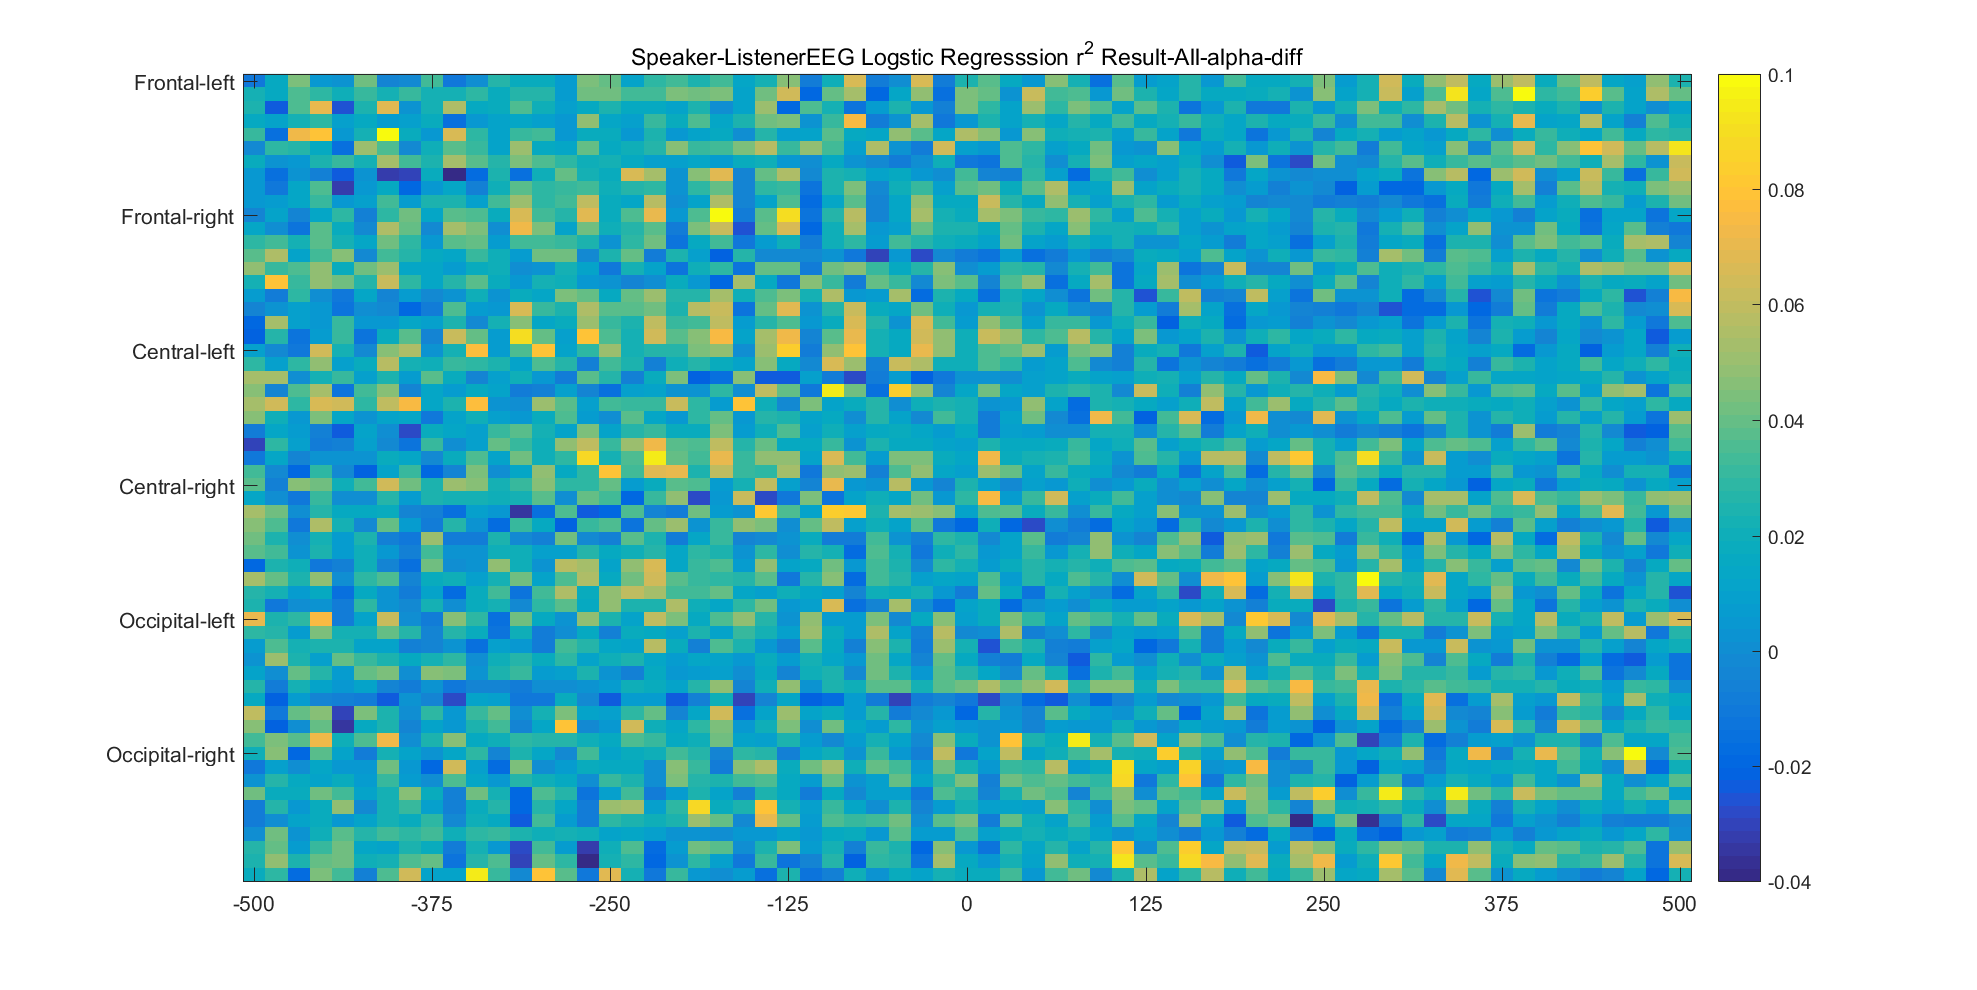 Speaker-ListenerEEG Logstic Regresssion r2 Result-All-alpha-diff
Frontal-left
Frontal-right
Central-left
Central-right
Occipital-left
Occipital-right
-500 -375 -250 -125 0 125 250 375 500
0.1
0.08
0.06
0.04
0.02
0
-0.02
-0.04